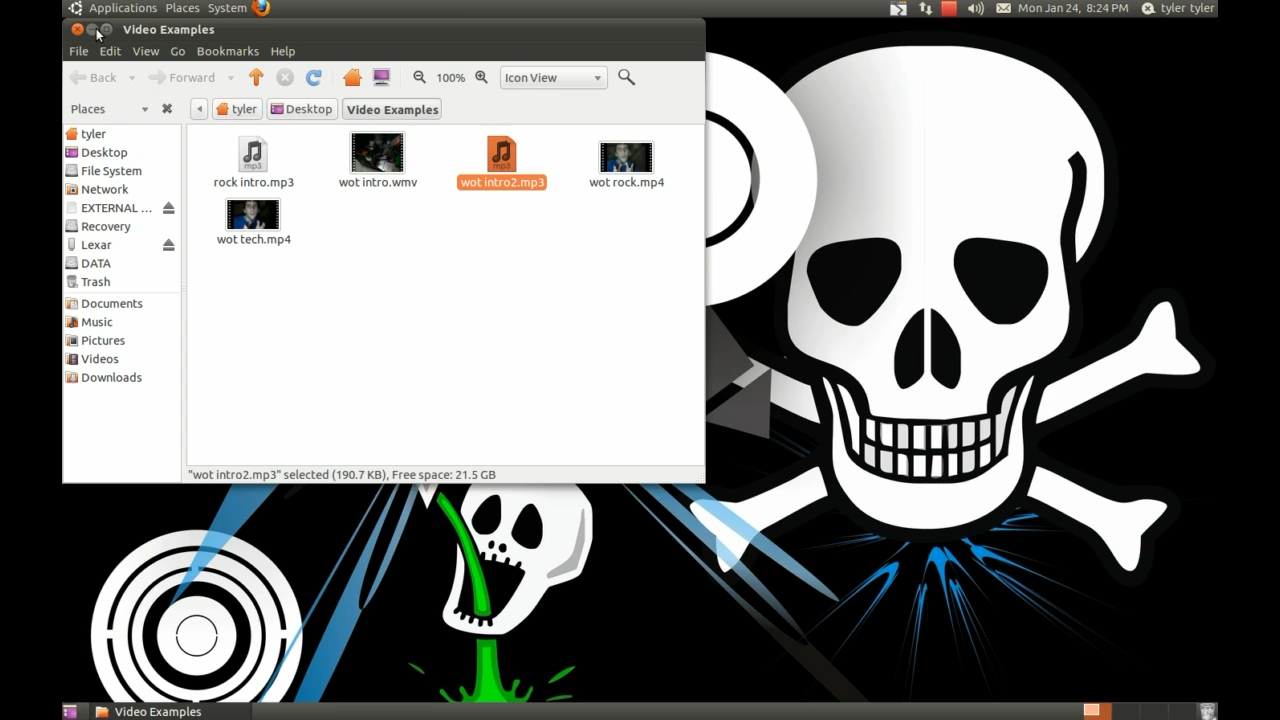 Applications Places System
Mon Jan 24, 8:24 PM tyler tyler
Video Examples
File Edit View Go Bookmarks Help
Back Forward 100% Icon View
Places tyler Desktop Video Examples
tyler
Desktop
File System
Network
EXTERNAL ...
Recovery
Lexar
DATA
Trash
Documents
Music
Pictures
Videos
Downloads
mp3
mp3
rock intro.mp3 wot intro.wmv wot intro2.mp3 wot rock.mp4
wot tech.mp4
"wot intro2.mp3" selected (190.7 KB), Free space: 21.5 GB
Video Examples